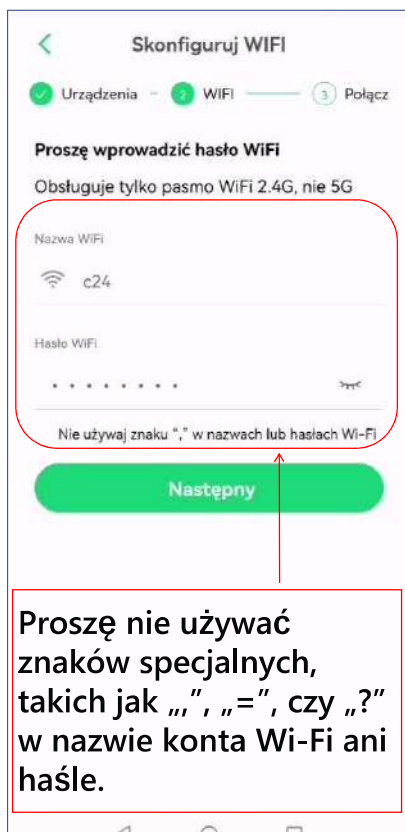 Skonfiguruj WIFI
Urządzenia 2 WIFI 3 Połącz
Proszę wprowadzić hasło WiFi
Obsługuje tylko pasmo WiFi 2.4G, nie 5G
Nazwa WiFi
c24
Hasło WiFi
••••••••
Nie używaj znaku “,” w nazwach lub hasłach Wi-Fi
Następny
Proszę nie używać
znaków specjalnych,
takich jak „,”, „=”, czy „?”
w nazwie konta Wi-Fi ani
haśle.